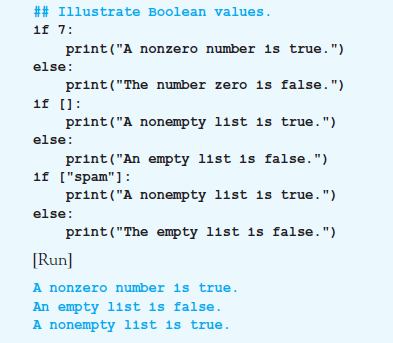 ## Illustrate Boolean values.
if 7:
    print("A nonzero number is true.")
else:
    print("The number zero is false.")
if []:
    print("A nonempty list is true.")
else:
    print("An empty list is false.")
if ["spam"]:
    print("A nonempty list is true.")
else:
    print("The empty list is false.")
[Run]
A nonzero number is true.
An empty list is false.
A nonempty list is true.